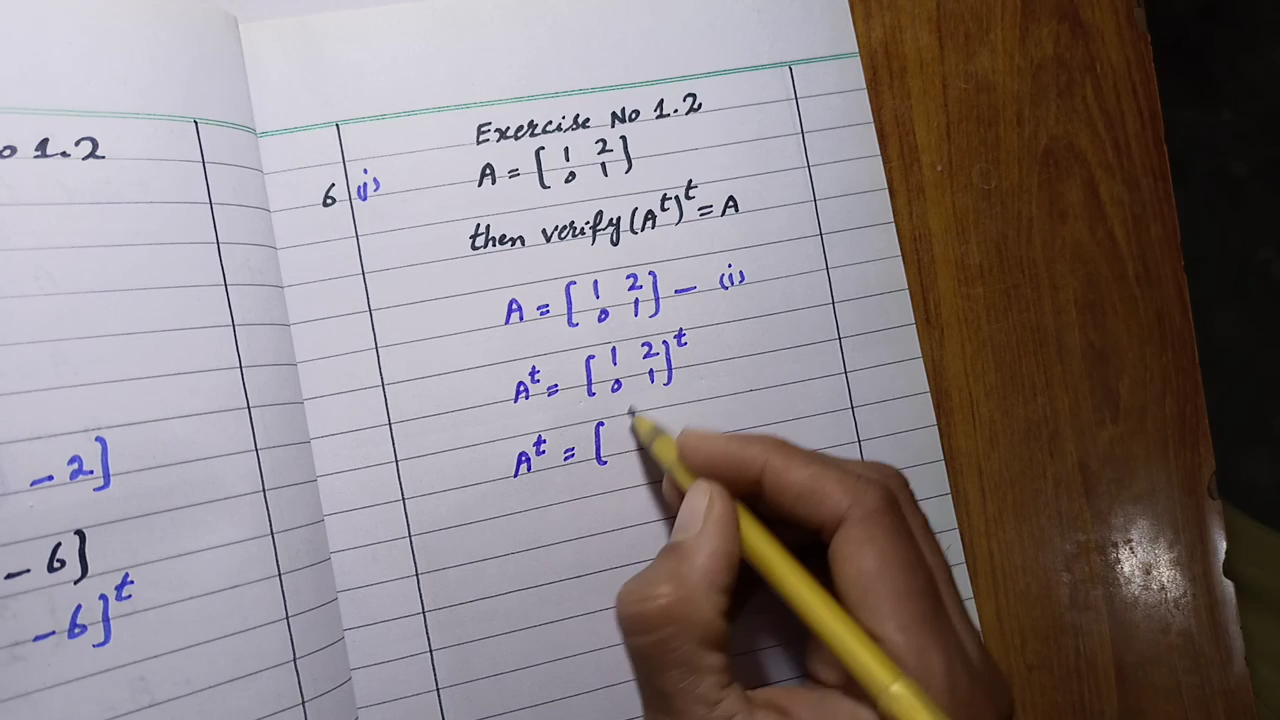 o 1.2
- 2]
- 6]
- 6]^t
Exercise No 1.2
6 (i) A = [ 1 2
0 1 ]
then verify (A^t)^t = A
A = [ 1 2
0 1 ] - (i)
A^t = [ 1 2
0 1 ]^t
A^t = [